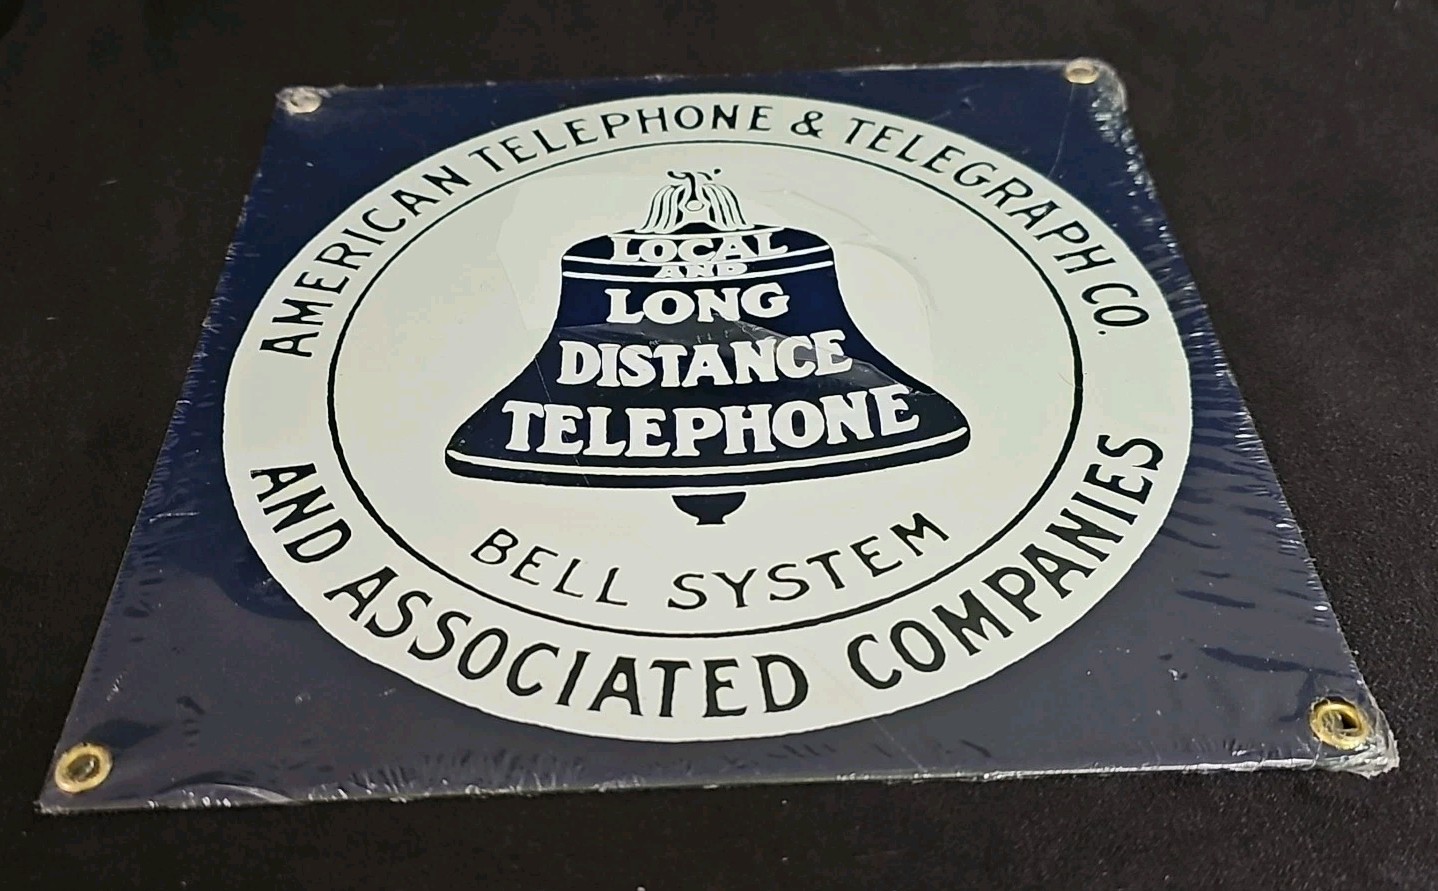 AMERICAN TELEPHONE & TELEGRAPH CO.
LOCAL
AND
LONG
DISTANCE
TELEPHONE
BELL SYSTEM
AND ASSOCIATED COMPANIES